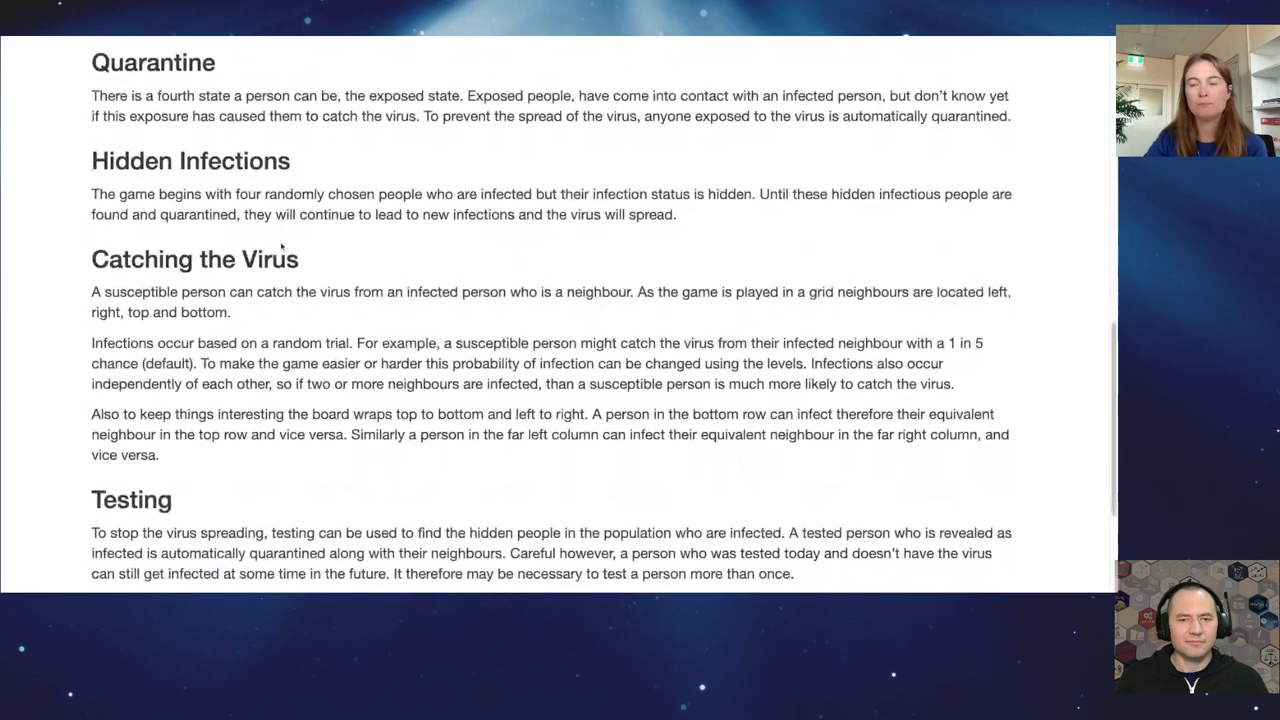 Quarantine
There is a fourth state a person can be, the exposed state. Exposed people, have come into contact with an infected person, but don't know yet
if this exposure has caused them to catch the virus. To prevent the spread of the virus, anyone exposed to the virus is automatically quarantined.
Hidden Infections
The game begins with four randomly chosen people who are infected but their infection status is hidden. Until these hidden infectious people are
found and quarantined, they will continue to lead to new infections and the virus will spread.
Catching the Virus
A susceptible person can catch the virus from an infected person who is a neighbour. As the game is played in a grid neighbours are located left,
right, top and bottom.
Infections occur based on a random trial. For example, a susceptible person might catch the virus from their infected neighbour with a 1 in 5
chance (default). To make the game easier or harder this probability of infection can be changed using the levels. Infections also occur
independently of each other, so if two or more neighbours are infected, than a susceptible person is much more likely to catch the virus.
Also to keep things interesting the board wraps top to bottom and left to right. A person in the bottom row can infect therefore their equivalent
neighbour in the top row and vice versa. Similarly a person in the far left column can infect their equivalent neighbour in the far right column, and
vice versa.
Testing
To stop the virus spreading, testing can be used to find the hidden people in the population who are infected. A tested person who is revealed as
infected is automatically quarantined along with their neighbours. Careful however, a person who was tested today and doesn't have the virus
can still get infected at some time in the future. It therefore may be necessary to test a person more than once.